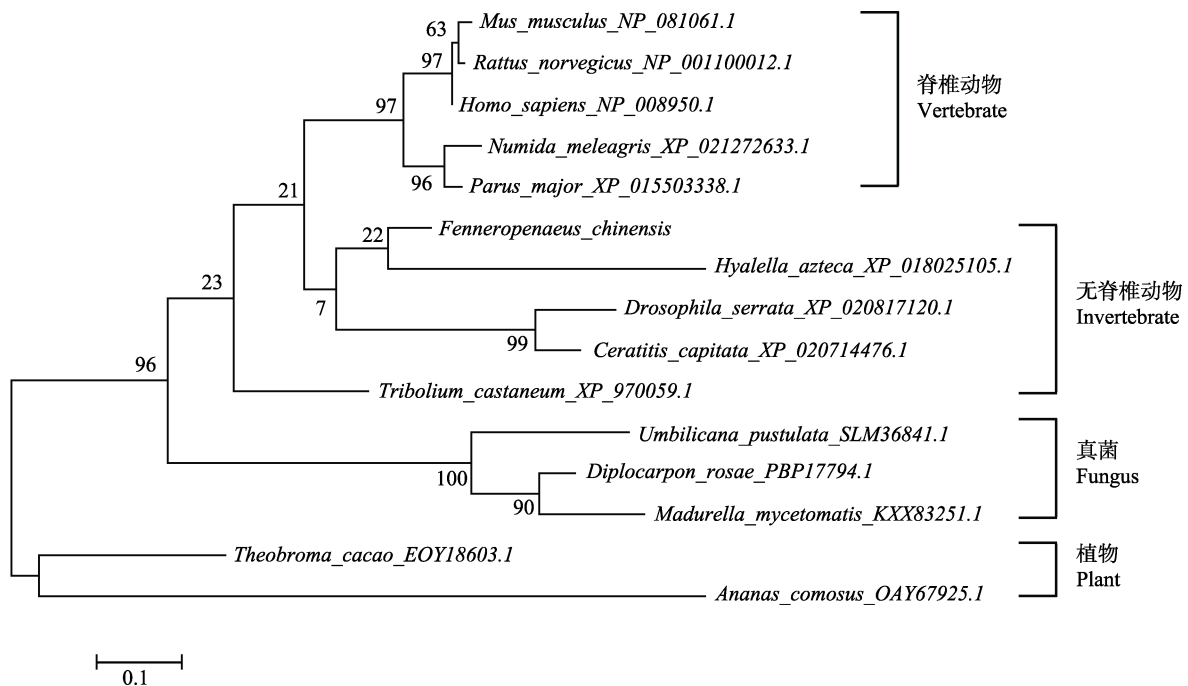 Mus_musculus_NP_081061.1
63
Rattus_norvegicus_NP_001100012.1
97
脊椎动物
Vertebrate
Homo_sapiens_NP_008950.1
97
Numida_meleagris_XP_021272633.1
96
Parus_major_XP_015503338.1
21
Fenneropenaeus_chinensis
22
Hyalella_azteca_XP_018025105.1
23
无脊椎动物
Invertebrate
7
Drosophila_serrata_XP_020817120.1
99
Ceratitis_capitata_XP_020714476.1
96
Tribolium_castaneum_XP_970059.1
Umbilicana_pustulata_SLM36841.1
真菌
Fungus
100
Diplocarpon_rosae_PBP17794.1
90
Madurella_mycetomatis_KXX83251.1
Theobroma_cacao_EOY18603.1
植物
Plant
Ananas_comosus_OAY67925.1
0.1